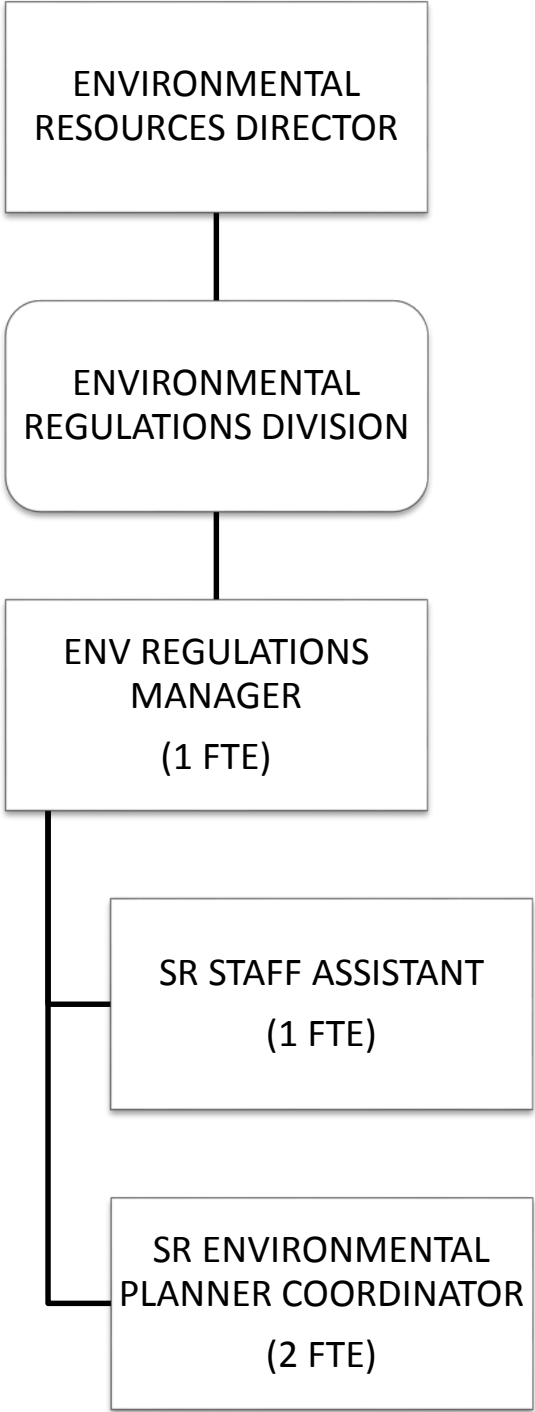 ENVIRONMENTAL
RESOURCES DIRECTOR
ENVIRONMENTAL
REGULATIONS DIVISION
ENV REGULATIONS
MANAGER
(1 FTE)
SR STAFF ASSISTANT
(1 FTE)
SR ENVIRONMENTAL
PLANNER COORDINATOR
(2 FTE)